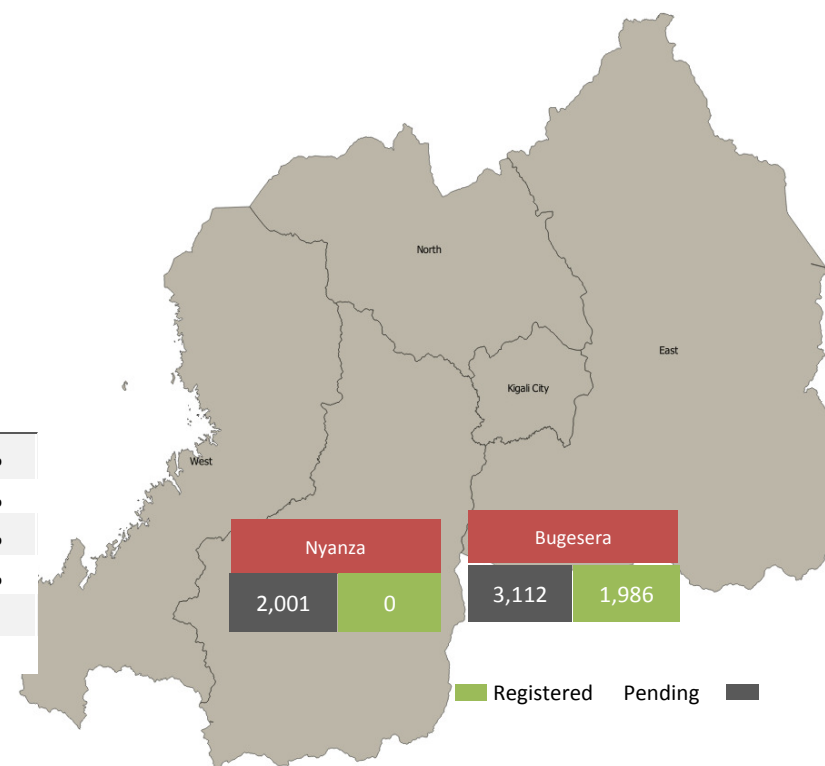 North
East
Kigali City
West
Nyanza
Bugesera
2,001 0
3,112 1,986
Registered Pending